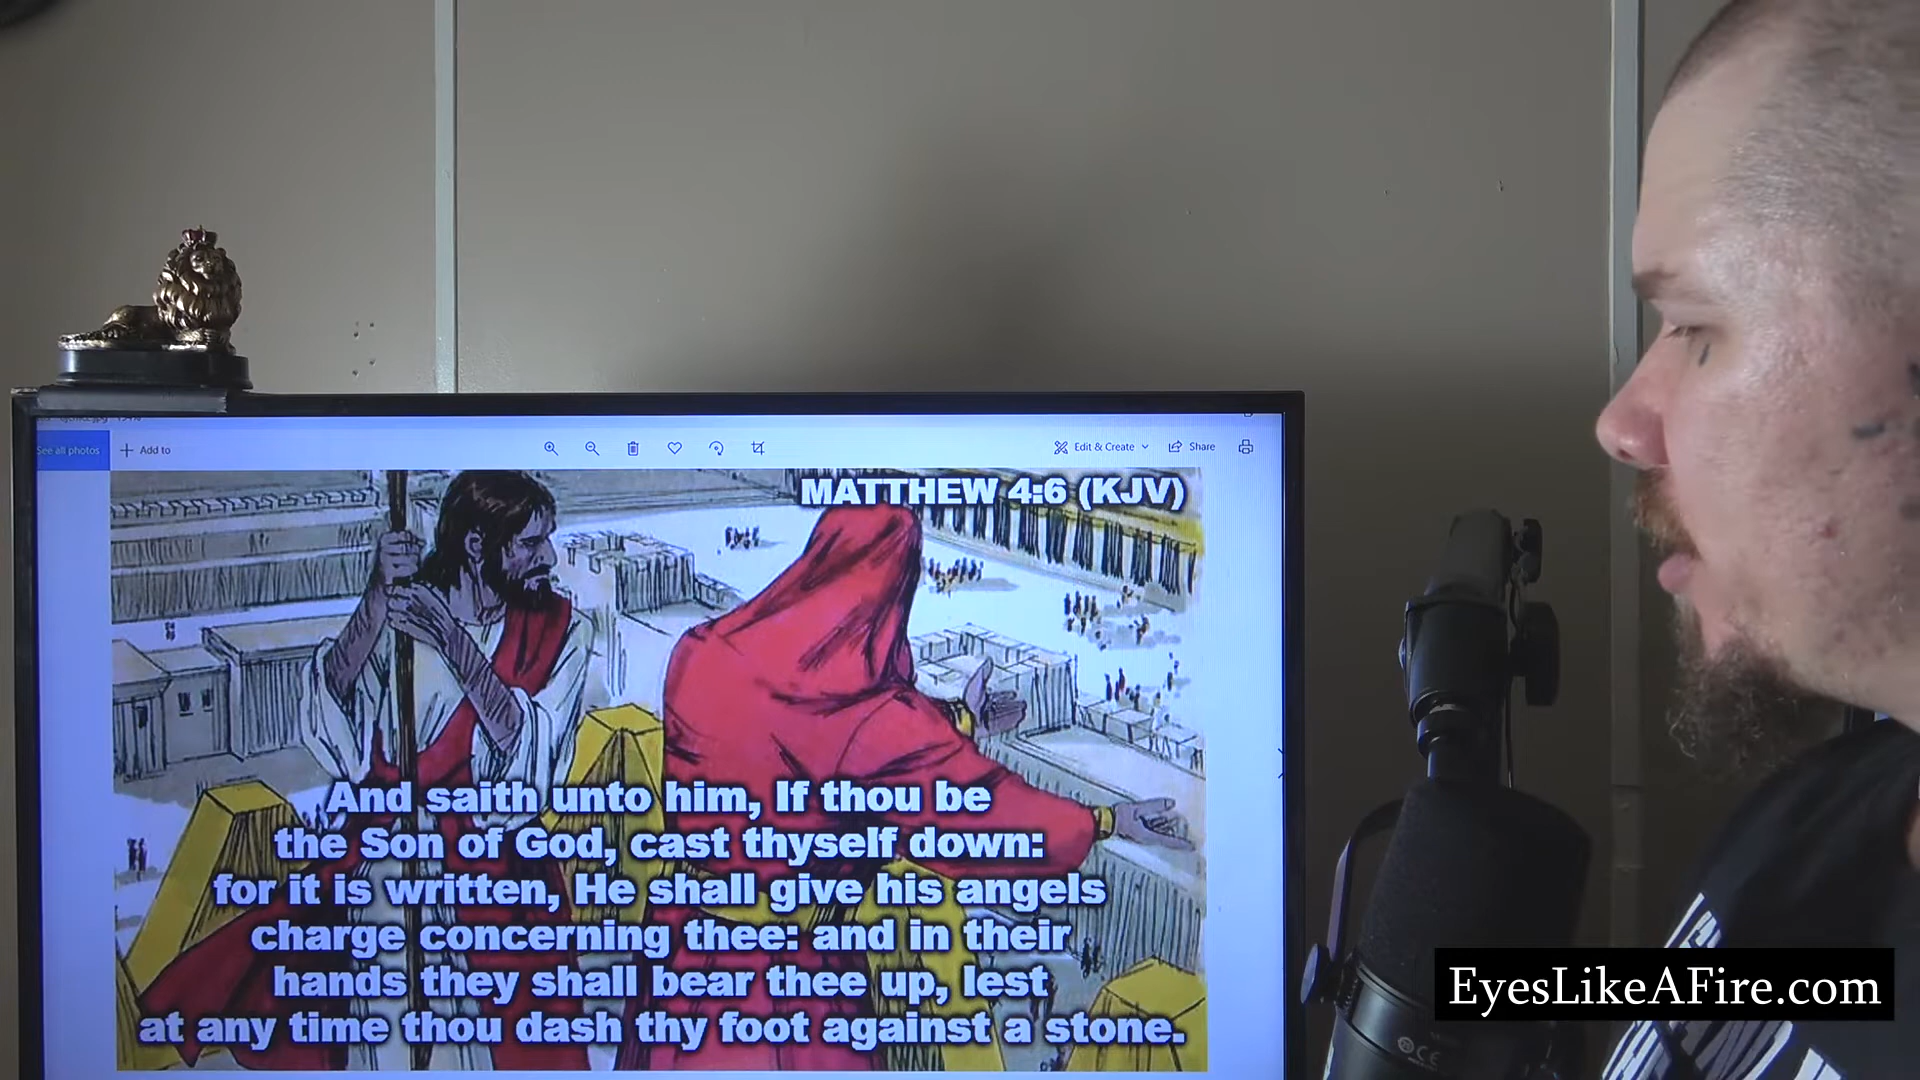 See all photos
Add to
Edit & Create
Share
MATTHEW 4:6 (KJV)
And saith unto him, If thou be
the Son of God, cast thyself down:
for it is written, He shall give his angels
charge concerning thee: and in their
hands they shall bear thee up, lest
at any time thou dash thy foot against a stone.
EyesLikeAFire.com
CE